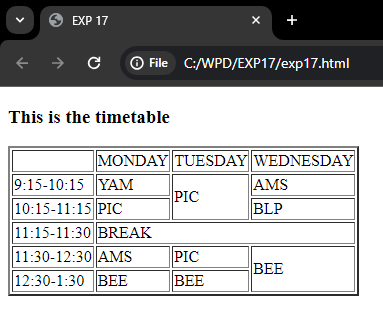 EXP 17
File C:/WPD/EXP17/exp17.html
This is the timetable
MONDAY TUESDAY WEDNESDAY
9:15-10:15 YAM PIC AMS
10:15-11:15 PIC BLP
11:15-11:30 BREAK
11:30-12:30 AMS PIC BEE
12:30-1:30 BEE BEE